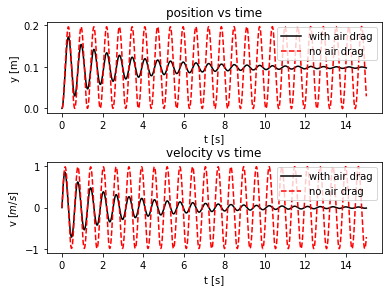 position vs time
0.2
0.1
0.0
y [m]
with air drag
no air drag
0 2 4 6 8 10 12 14
t [s]
velocity vs time
1
0
−1
v [m/s]
with air drag
no air drag
0 2 4 6 8 10 12 14
t [s]